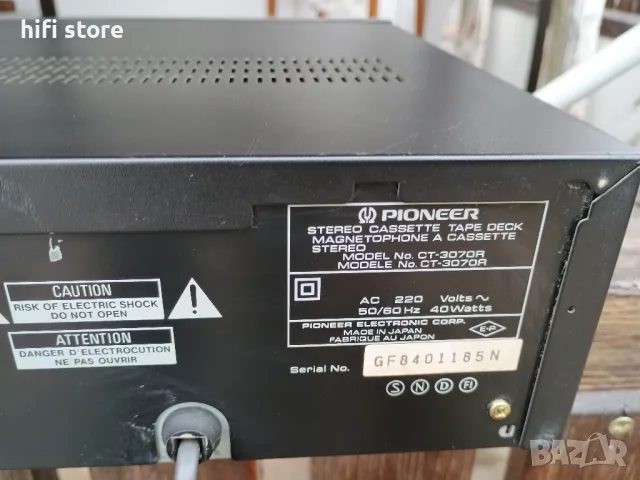 hifi store
PIONEER
STEREO CASSETTE TAPE DECK
MAGNETOPHONE A CASSETTE
STEREO
MODEL No. CT-3070R
MODELE No. CT-3070R
AC 220 Volts ~
50/60 Hz 40Watts
PIONEER ELECTRONIC CORP.
MADE IN JAPAN
FABRIQUE AU JAPON
E-P
Serial No. GF8401185N
S N D FI
CAUTION
RISK OF ELECTRIC SHOCK
DO NOT OPEN
ATTENTION
DANGER D'ELECTROCUTION
NE PAS OUVRIR
BAZAR